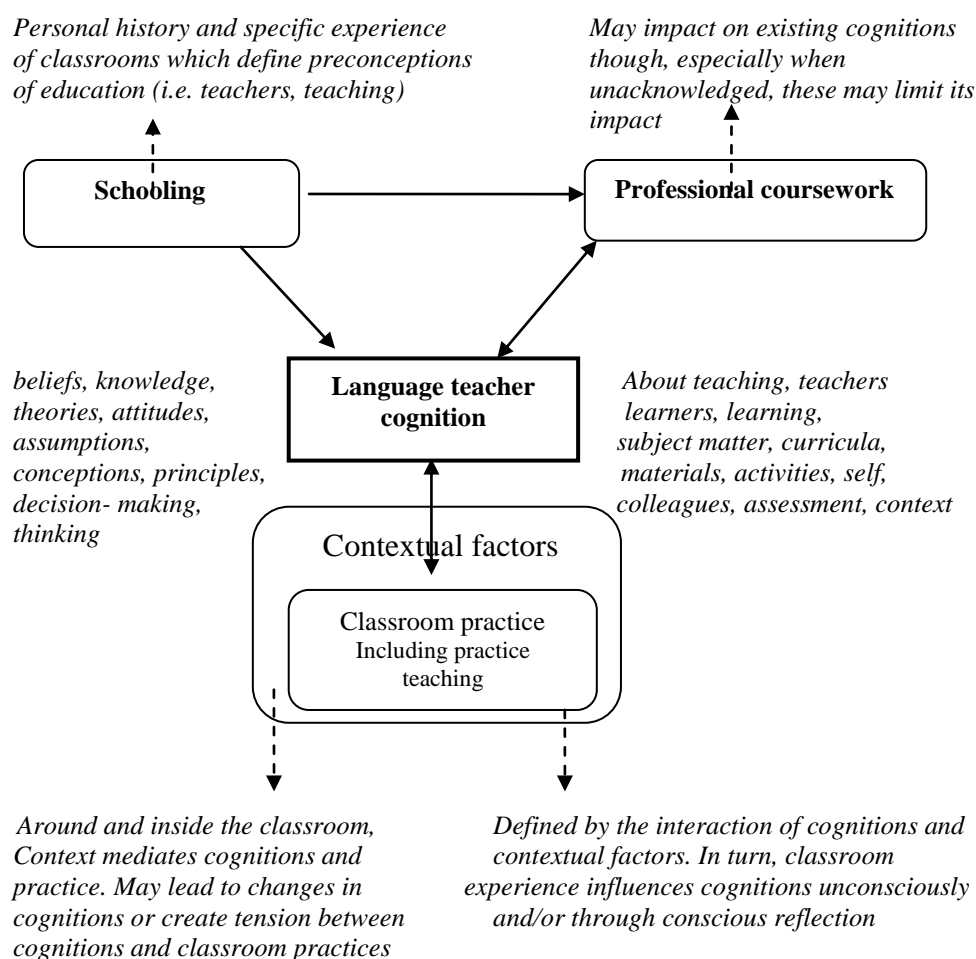 Personal history and specific experience
of classrooms which define preconceptions
of education (i.e. teachers, teaching)
May impact on existing cognitions
though, especially when
unacknowledged, these may limit its
impact
Schooling
Professional coursework
beliefs, knowledge,
theories, attitudes,
assumptions,
conceptions, principles,
decision- making,
thinking
Language teacher
cognition
About teaching, teachers
learners, learning,
subject matter, curricula,
materials, activities, self,
colleagues, assessment, context
Contextual factors
Classroom practice
Including practice
teaching
Around and inside the classroom,
Context mediates cognitions and
practice. May lead to changes in
cognitions or create tension between
cognitions and classroom practices
Defined by the interaction of cognitions and
contextual factors. In turn, classroom
experience influences cognitions unconsciously
and/or through conscious reflection